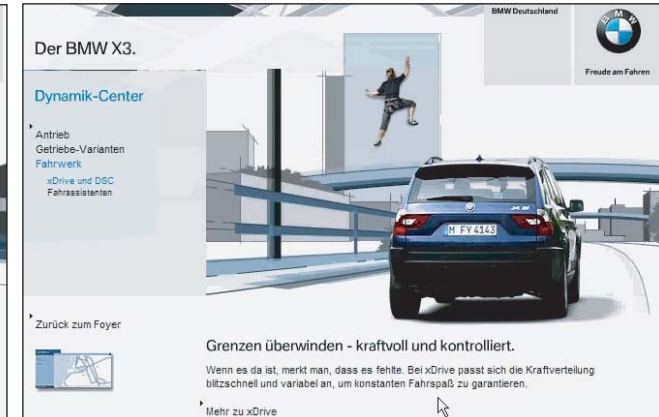 BMW Deutschland
BMW
Freude am Fahren
Der BMW X3.
Dynamik-Center
Antrieb
Getriebe-Varianten
Fahrwerk
xDrive und DSC
Fahrassistenten
X3
M FV 4143
Zurück zum Foyer
Grenzen überwinden - kraftvoll und kontrolliert.
Wenn es da ist, merkt man, dass es fehlte. Bei xDrive passt sich die Kraftverteilung
blitzschnell und variabel an, um konstanten Fahrspaß zu garantieren.
Mehr zu xDrive